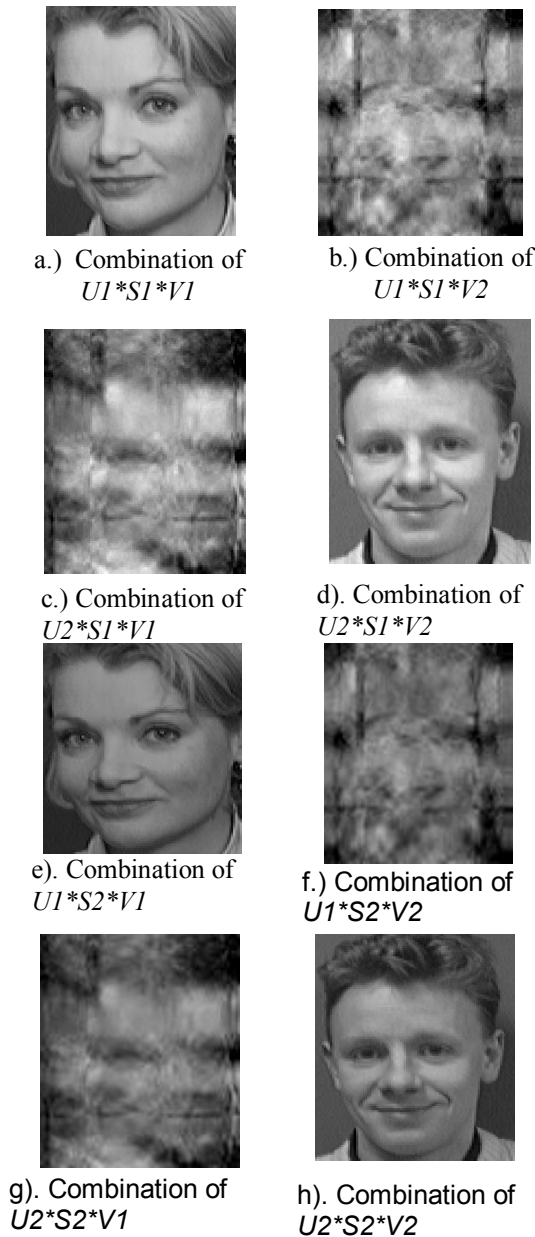 a.) Combination of
U1*S1*V1
b.) Combination of
U1*S1*V2
c.) Combination of
U2*S1*V1
d). Combination of
U2*S1*V2
e). Combination of
U1*S2*V1
f.) Combination of
U1*S2*V2
g). Combination of
U2*S2*V1
h). Combination of
U2*S2*V2